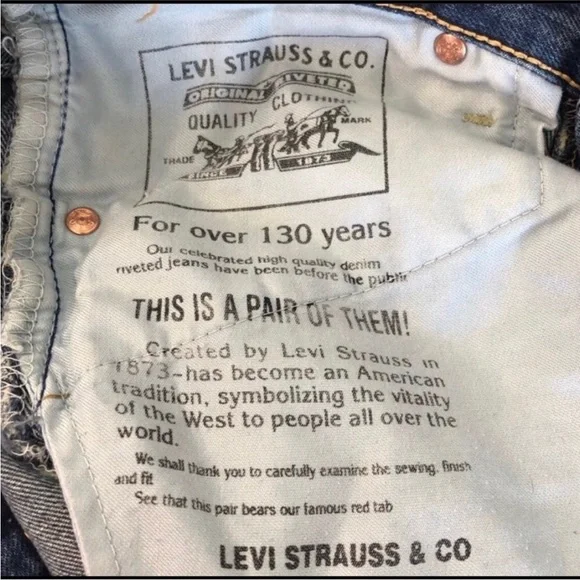 LEVI STRAUSS & CO.
ORIGINAL RIVETED
QUALITY CLOTHING
TRADE MARK
SINCE 1873
For over 130 years
Our celebrated high quality denim
riveted jeans have been before the public
THIS IS A PAIR OF THEM!
Created by Levi Strauss in
1873-has become an American
tradition, symbolizing the vitality
of the West to people all over the
world.
We shall thank you to carefully examine the sewing, finish
and fit
See that this pair bears our famous red tab
LEVI STRAUSS & CO